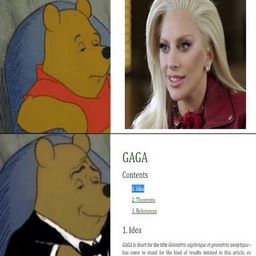 GAGA
Contents
1. Idea
2. Theorems
3. References
1. Idea
GAGA is short for the title Géométrie algébrique et géométrie analytique
has come to stand for the kind of results initiated in this article, es